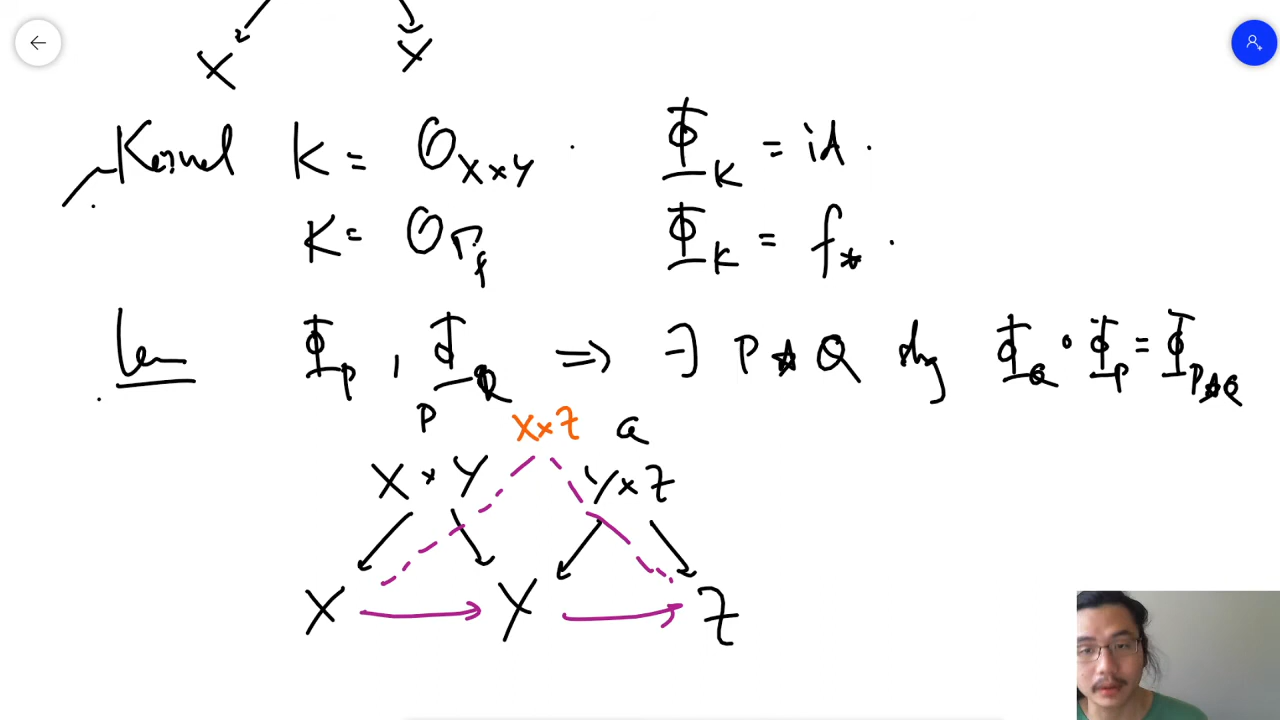 X Y
Kernel K = O_{X×Y} . Φ_K = id .
K = O_{Γ_f} Φ_K = f_* .
Lem Φ_P , Φ_Q ⇒ ∃ P ⋆ Q Φ_Q ∘ Φ_P = Φ_{P⋆Q}
P X×Z Q
X × Y Y × Z
X → Y → Z